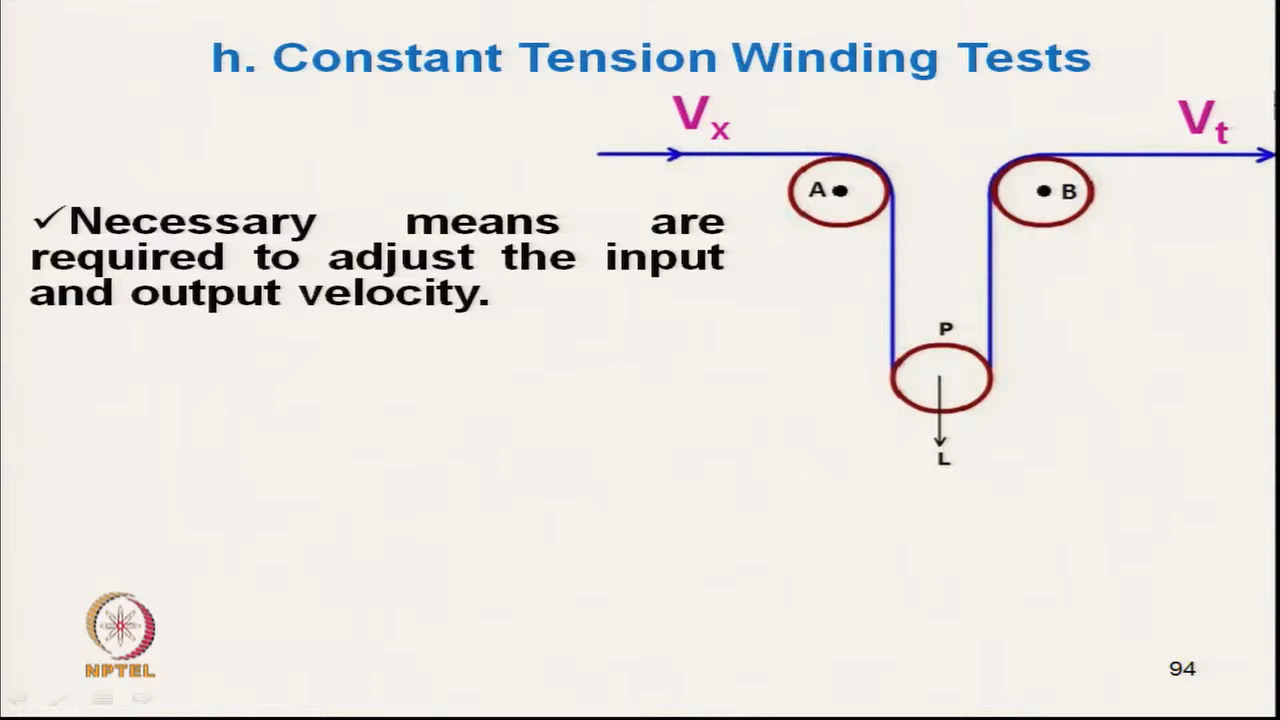 h. Constant Tension Winding Tests
Vx
Vt
A
B
✓Necessary means are
required to adjust the input
and output velocity.
P
L
NPTEL
94